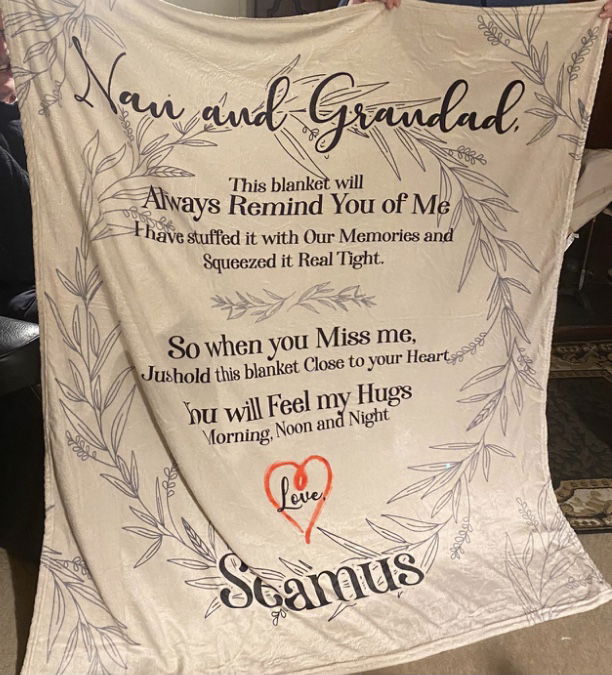 Nan and Grandad,
This blanket will
Always Remind You of Me
I have stuffed it with Our Memories and
Squeezed it Real Tight.
So when you Miss me,
Just hold this blanket Close to your Heart
You will Feel my Hugs
Morning, Noon and Night
Love,
Seamus